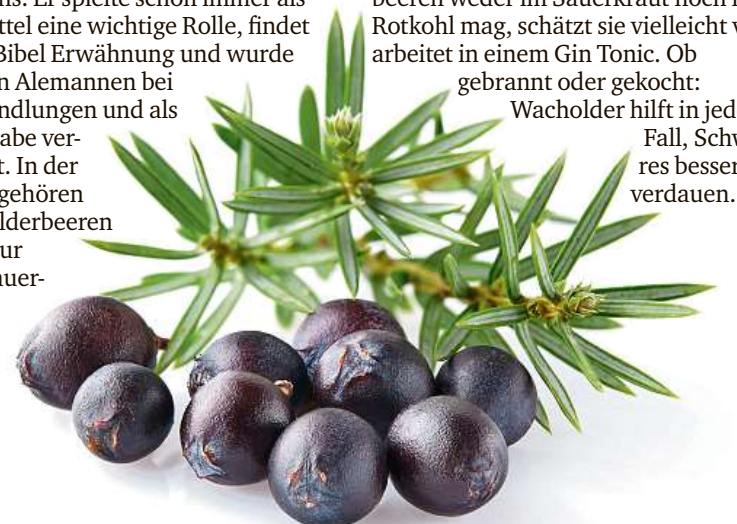 ns. Er spielte schon immer als
ttel eine wichtige Rolle, findet
Bibel Erwähnung und wurde
n Alemannen bei
ndlungen und als
abe ver-
t. In der
gehören
lderbeeren
ur
uer-
beeren weder im Sauerkraut noch
Rotkohl mag, schätzt sie vielleicht
arbeitet in einem Gin Tonic. Ob
gebrannt oder gekocht:
Wacholder hilft in jed
Fall, Schw
res besser
verdauen.